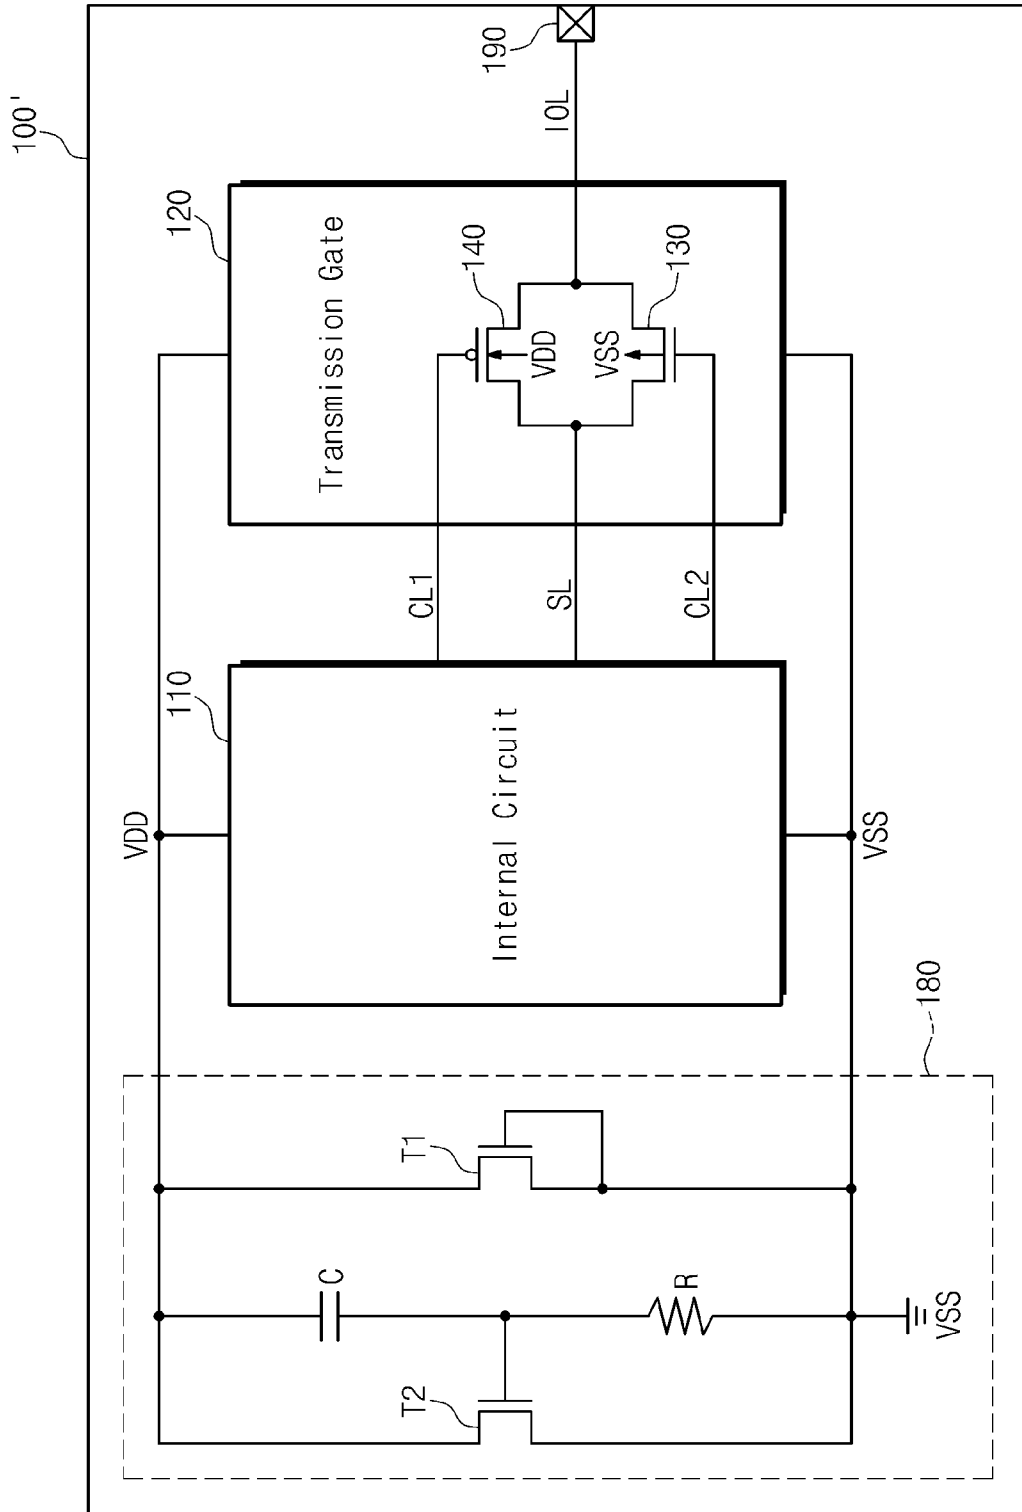 100'
VDD
180
T2
C
R
VSS
T1
110
Internal Circuit
VSS
CL1
SL
CL2
120
Transmission Gate
140
VDD
VSS
130
IOL
190